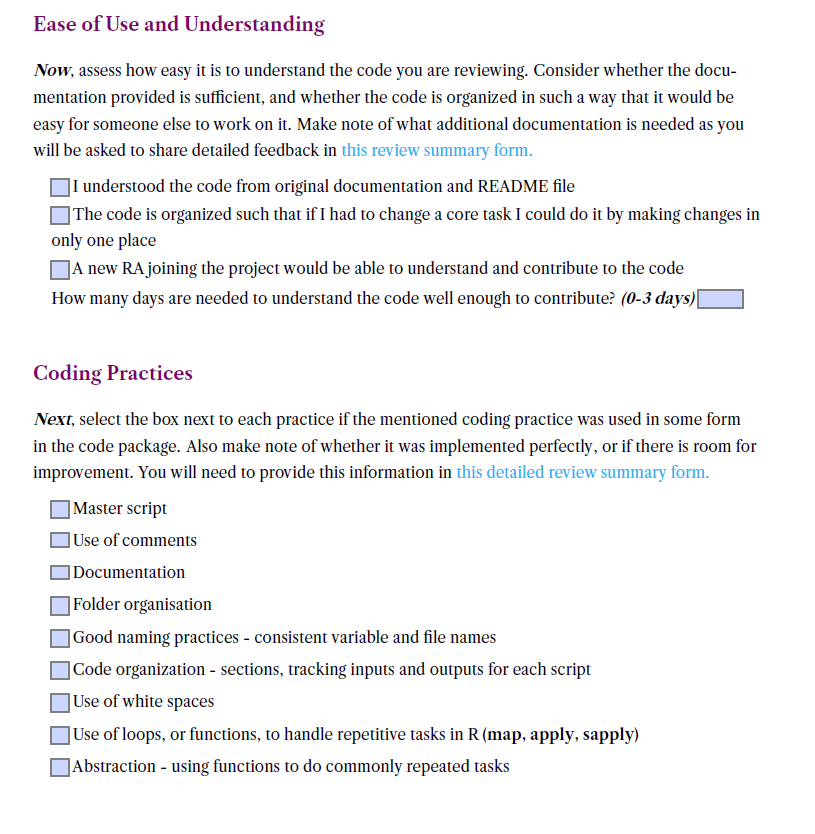 Ease of Use and Understanding
Now, assess how easy it is to understand the code you are reviewing. Consider whether the docu-
mentation provided is sufficient, and whether the code is organized in such a way that it would be
easy for someone else to work on it. Make note of what additional documentation is needed as you
will be asked to share detailed feedback in this review summary form.
I understood the code from original documentation and README file
The code is organized such that if I had to change a core task I could do it by making changes in
only one place
A new RA joining the project would be able to understand and contribute to the code
How many days are needed to understand the code well enough to contribute? (0-3 days)
Coding Practices
Next, select the box next to each practice if the mentioned coding practice was used in some form
in the code package. Also make note of whether it was implemented perfectly, or if there is room for
improvement. You will need to provide this information in this detailed review summary form.
Master script
Use of comments
Documentation
Folder organisation
Good naming practices - consistent variable and file names
Code organization - sections, tracking inputs and outputs for each script
Use of white spaces
Use of loops, or functions, to handle repetitive tasks in R (map, apply, sapply)
Abstraction - using functions to do commonly repeated tasks